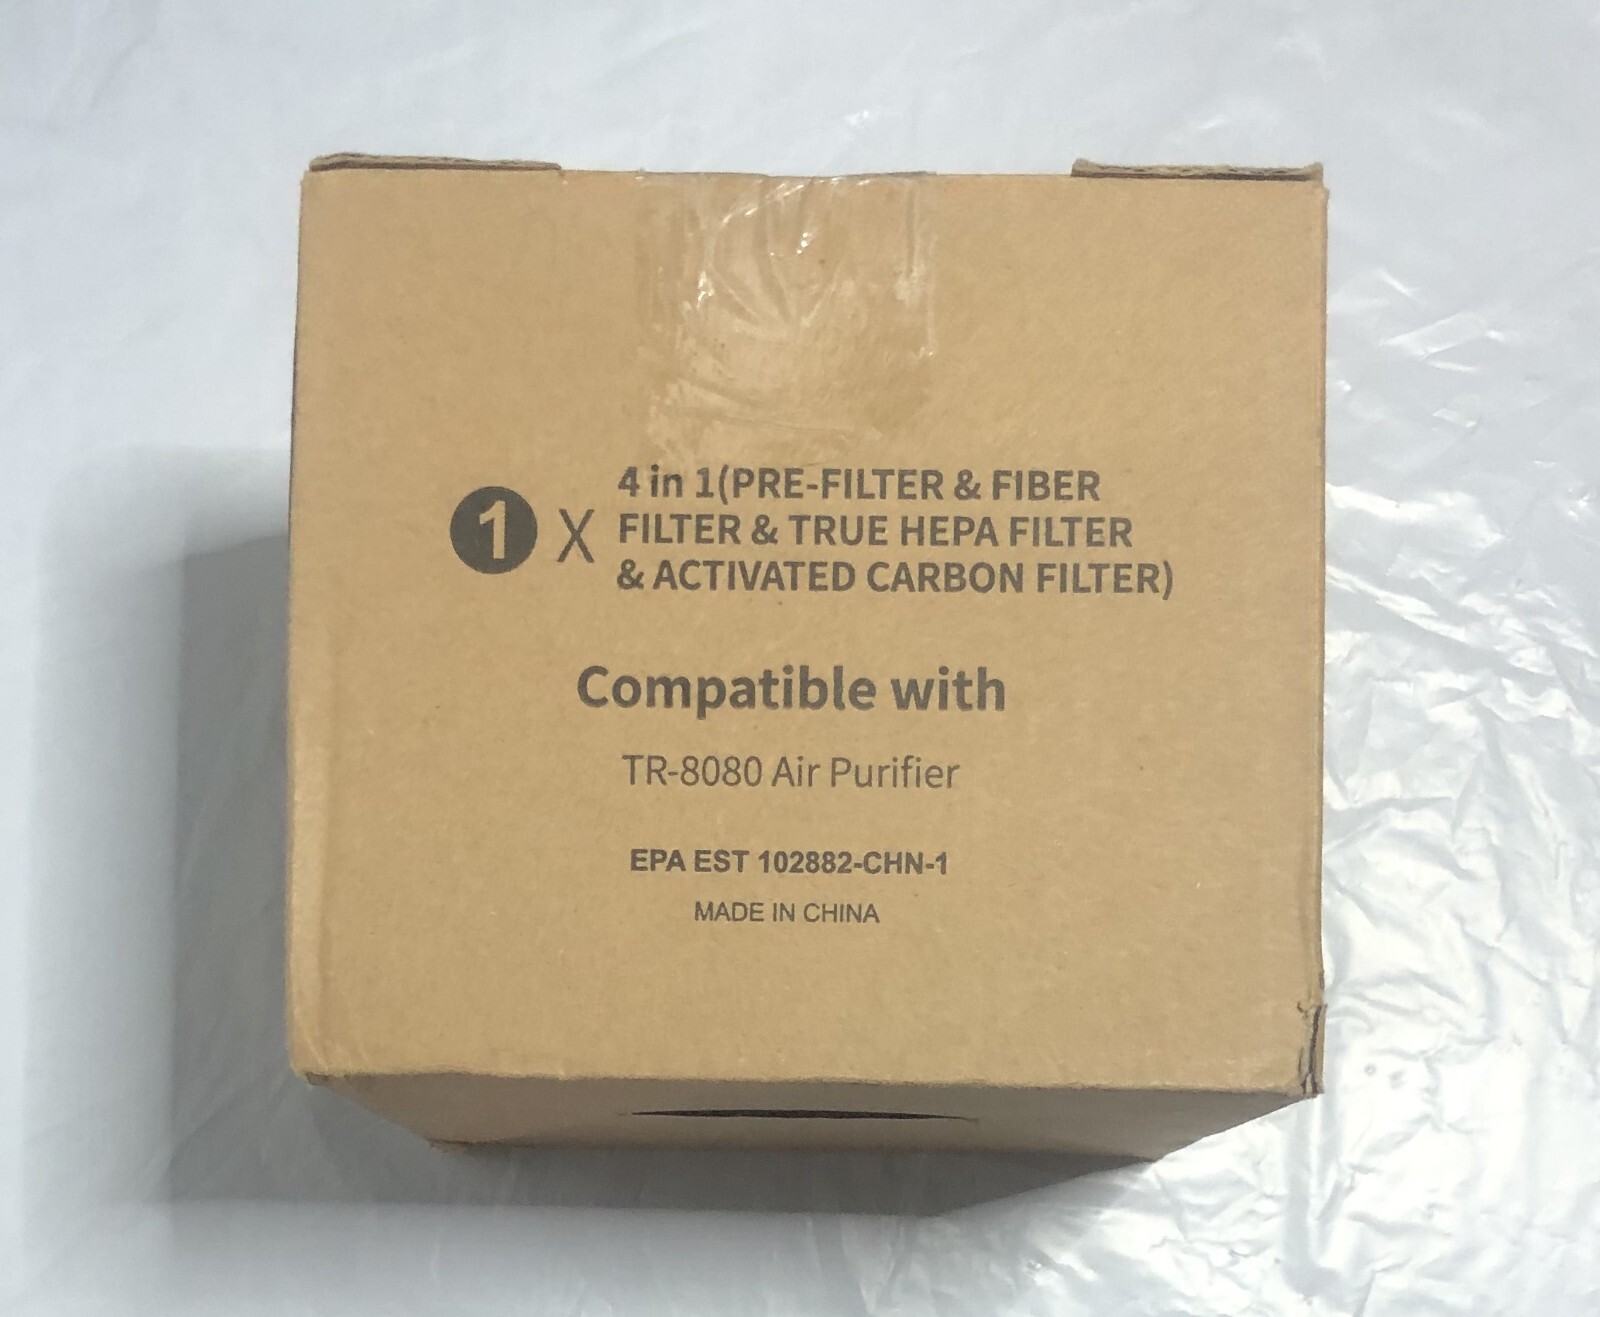 1 X
4 in 1(PRE-FILTER & FIBER
FILTER & TRUE HEPA FILTER
& ACTIVATED CARBON FILTER)
Compatible with
TR-8080 Air Purifier
EPA EST 102882-CHN-1
MADE IN CHINA